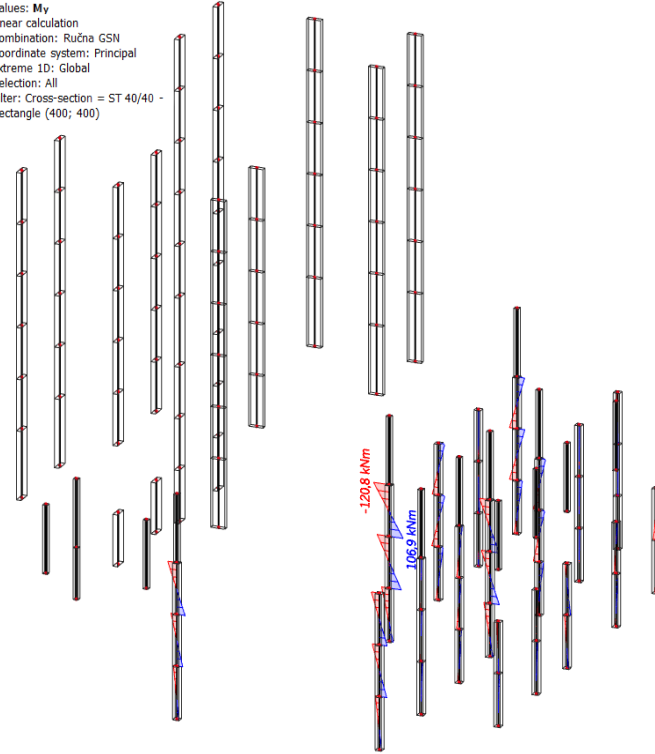 alues: My
near calculation
ombination: Ručna GSN
oordinate system: Principal
xtreme 1D: Global
election: All
lter: Cross-section = ST 40/40 -
ectangle (400; 400)
-120,8 kNm
106,9 kNm